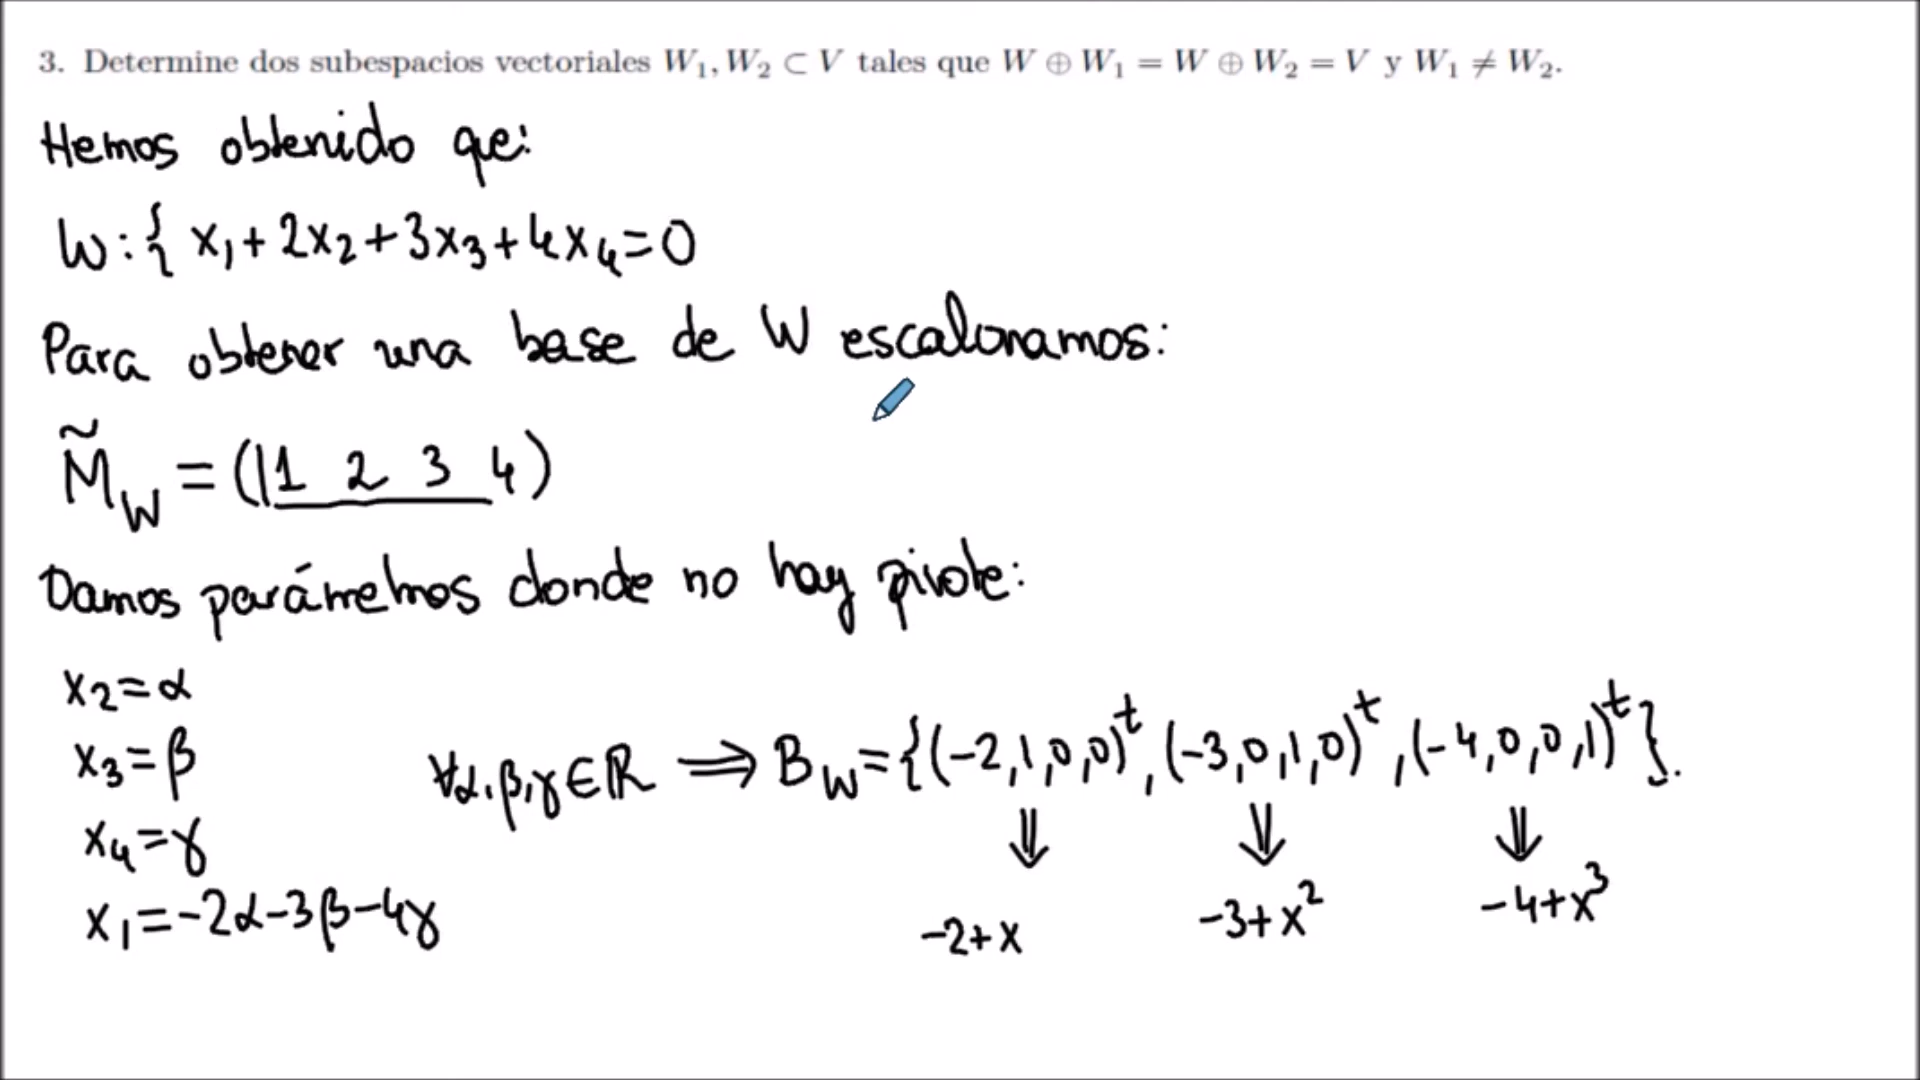 3. Determine dos subespacios vectoriales W₁, W₂ ⊂ V tales que W ⊕ W₁ = W ⊕ W₂ = V y W₁ ≠ W₂.
Hemos obtenido que:
W:{ x₁+2x₂+3x₃+4x₄=0
Para obtener una base de W escalonamos:
M̃_W = (1 2 3 4)
Damos parámetros donde no hay pivote:
x₂=α
x₃=β
x₄=γ
x₁=-2α-3β-4γ
∀α,β,γ∈ℝ ⟹ B_W={(-2,1,0,0)ᵗ,(-3,0,1,0)ᵗ,(-4,0,0,1)ᵗ}.
⇓ ⇓ ⇓
-2+x -3+x² -4+x³